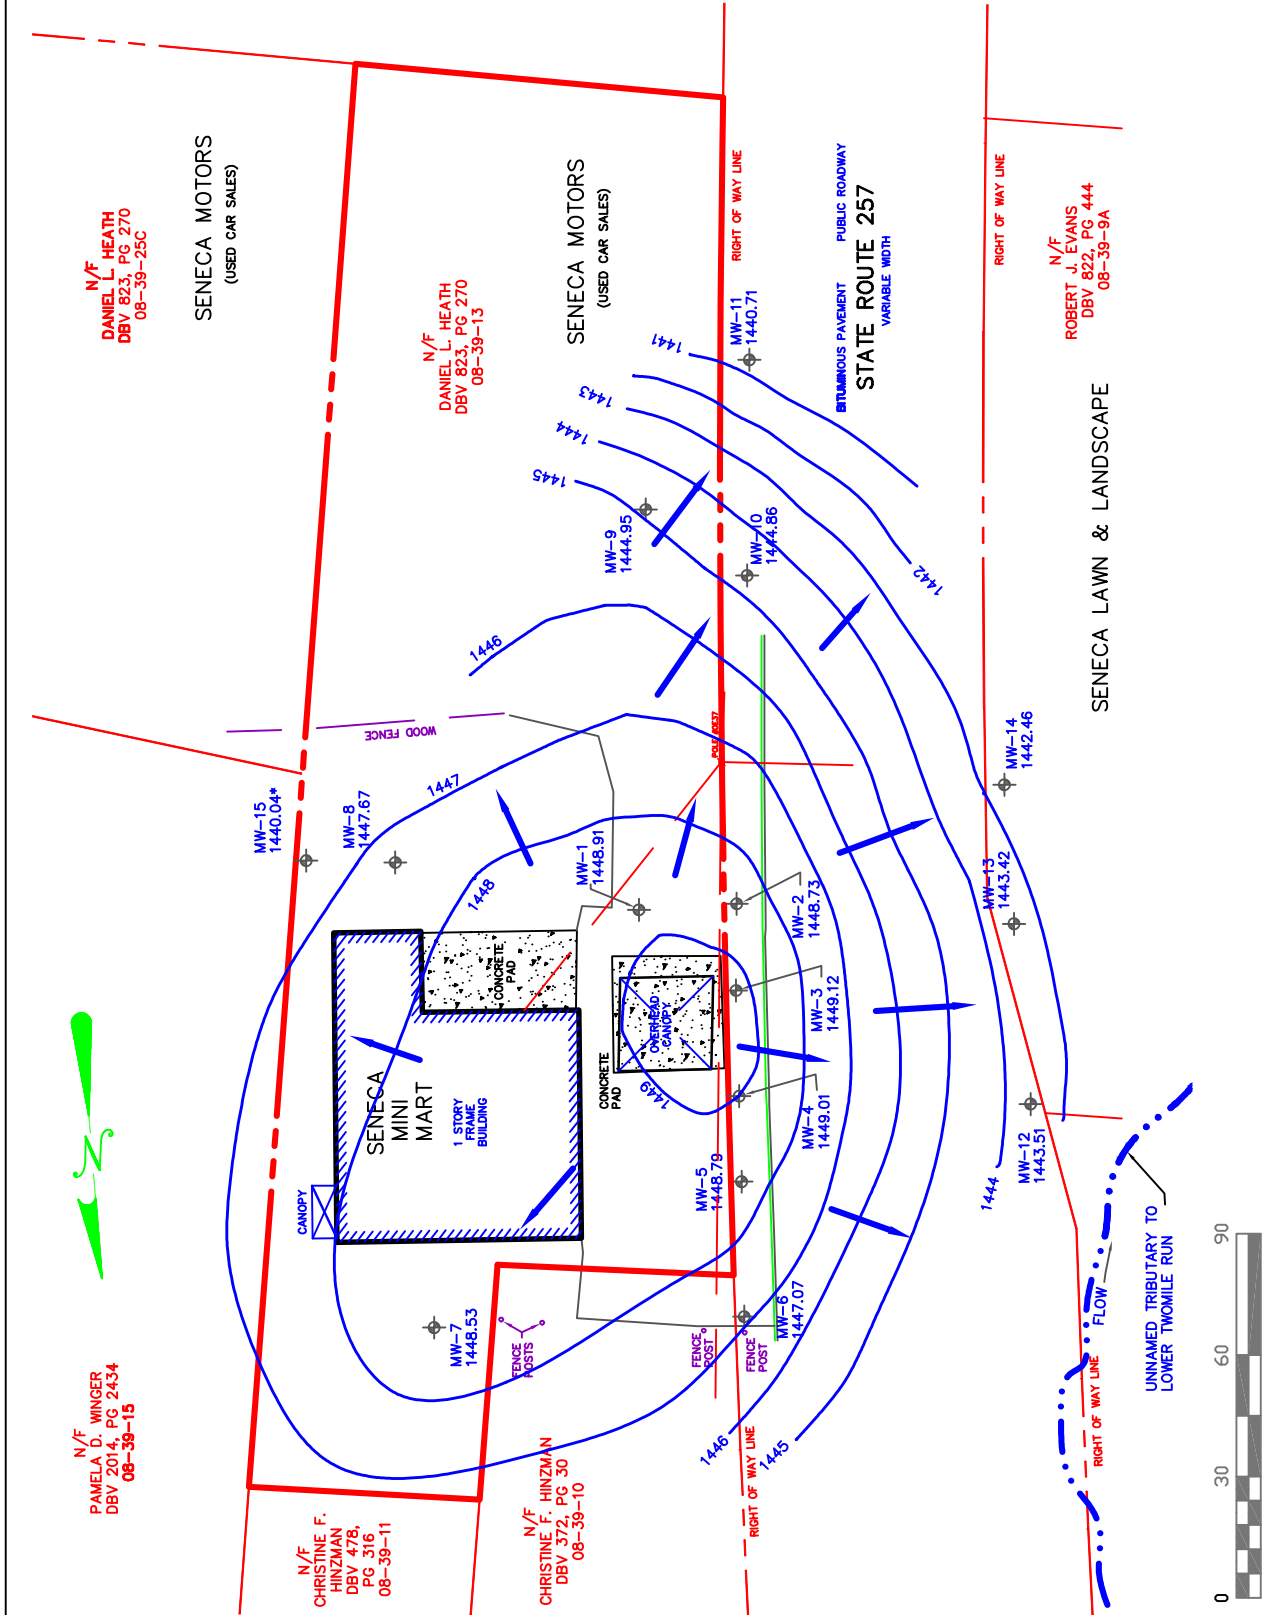 N/F
DANIEL L. HEATH
DBV 823, PG 270
08-39-25C
SENECA MOTORS
(USED CAR SALES)
N/F
DANIEL L. HEATH
DBV 823, PG 270
08-39-13
SENECA MOTORS
(USED CAR SALES)
RIGHT OF WAY LINE
BITUMINOUS PAVEMENT
PUBLIC ROADWAY
STATE ROUTE 257
VARIABLE WIDTH
RIGHT OF WAY LINE
N/F
ROBERT J. EVANS
DBV 822, PG 444
08-39-9A
SENECA LAWN & LANDSCAPE
MW-11
1440.71
1441
1443
1444
1445
1442
MW-9
1444.95
MW-10
1444.86
1446
WOOD FENCE
1447
MW-15
1440.04*
MW-8
1447.67
1448
MW-1
1448.91
MW-14
1442.46
MW-13
1443.42
MW-2
1448.73
MW-3
1449.12
MW-4
1449.01
CONCRETE
PAD
OVERHEAD
CANOPY
CONCRETE
PAD
1449
SENECA
MINI
MART
1 STORY
FRAME
BUILDING
CANOPY
N
MW-5
1448.79
MW-12
1443.51
1444
MW-6
1447.07
MW-7
1448.53
FENCE
POSTS
FENCE
POST
FENCE
POST
1446
1445
RIGHT OF WAY LINE
FLOW
UNNAMED TRIBUTARY TO
LOWER TWOMILE RUN
RIGHT OF WAY LINE
N/F
PAMELA D. WINGER
DBV 2014, PG 2434
08-39-15
N/F
CHRISTINE F.
HINZMAN
DBV 478,
PG 316
08-39-11
N/F
CHRISTINE F. HINZMAN
DBV 372, PG 30
08-39-10
0
30
60
90